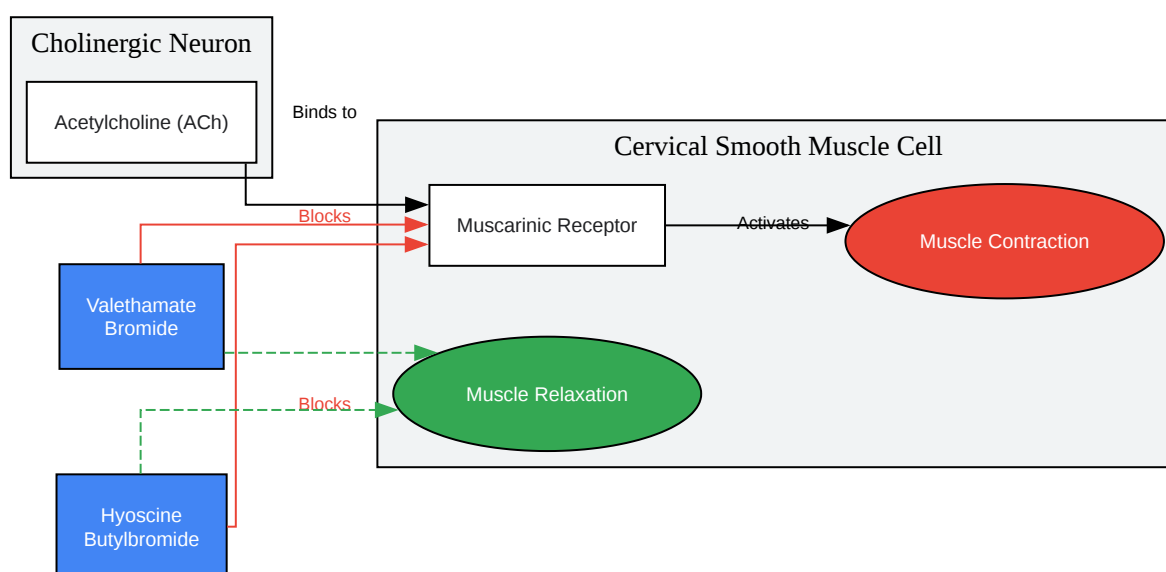 Cholinergic Neuron
Acetylcholine (ACh)
Binds to
Cervical Smooth Muscle Cell
Blocks
Muscarinic Receptor
Activates
Muscle Contraction
Valethamate
Bromide
Muscle Relaxation
Blocks
Hyoscine
Butylbromide